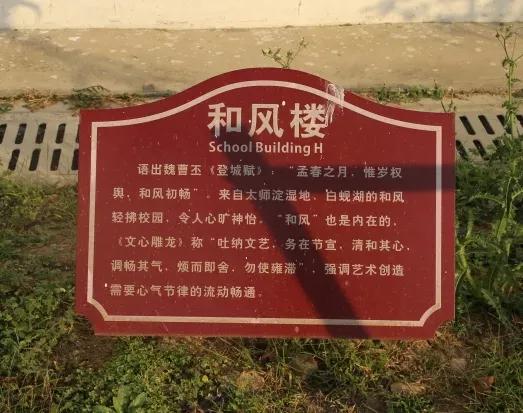 和风楼
School Building H
语出魏曹丕《登城赋》：“孟春之月，惟岁权
舆，和风初畅”。来自太师淀湿地、白蚬湖的和风
轻拂校园，令人心旷神怡。“和风”也是内在的，
《文心雕龙》称“吐纳文艺，务在节宣，清和其心，
调畅其气，烦而即舍，勿使雍滞”，强调艺术创造
需要心气节律的流动畅通。